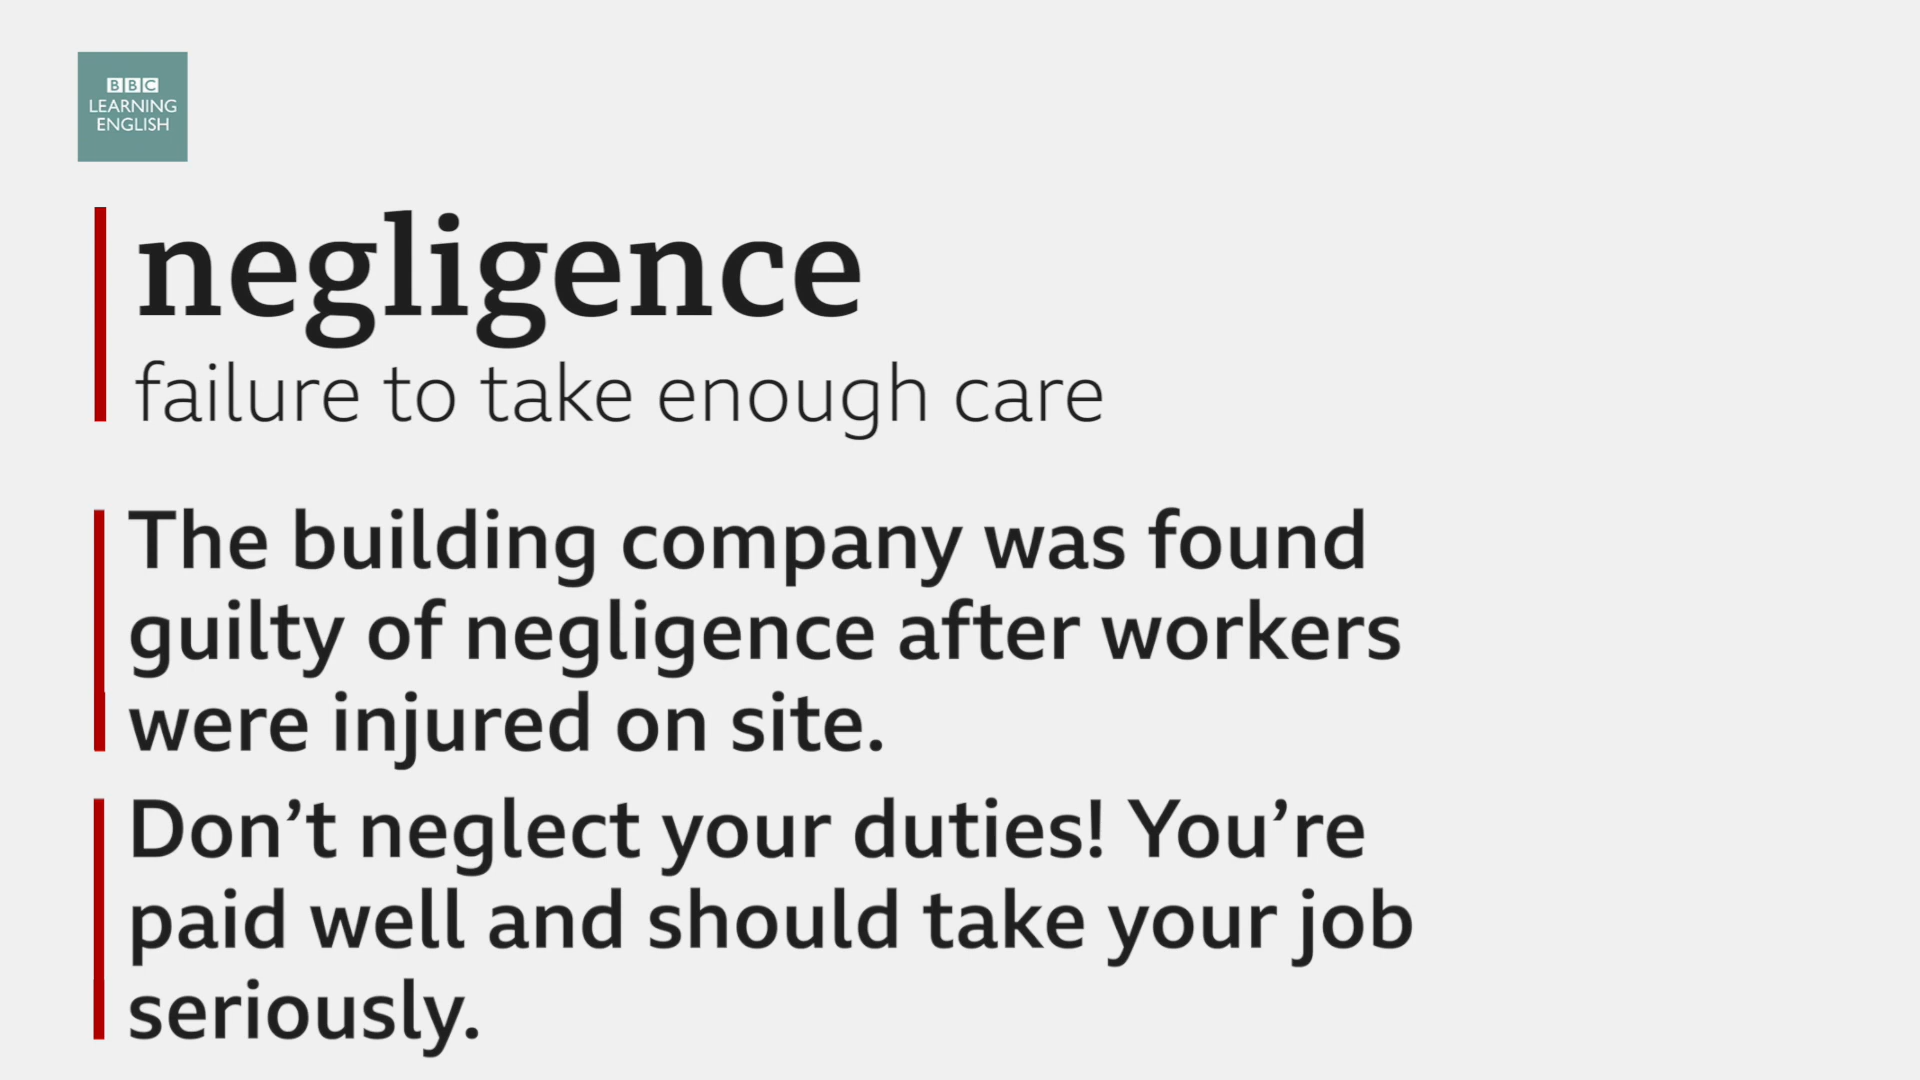 BBC
LEARNING
ENGLISH
negligence
failure to take enough care
The building company was found
guilty of negligence after workers
were injured on site.
Don’t neglect your duties! You’re
paid well and should take your job
seriously.